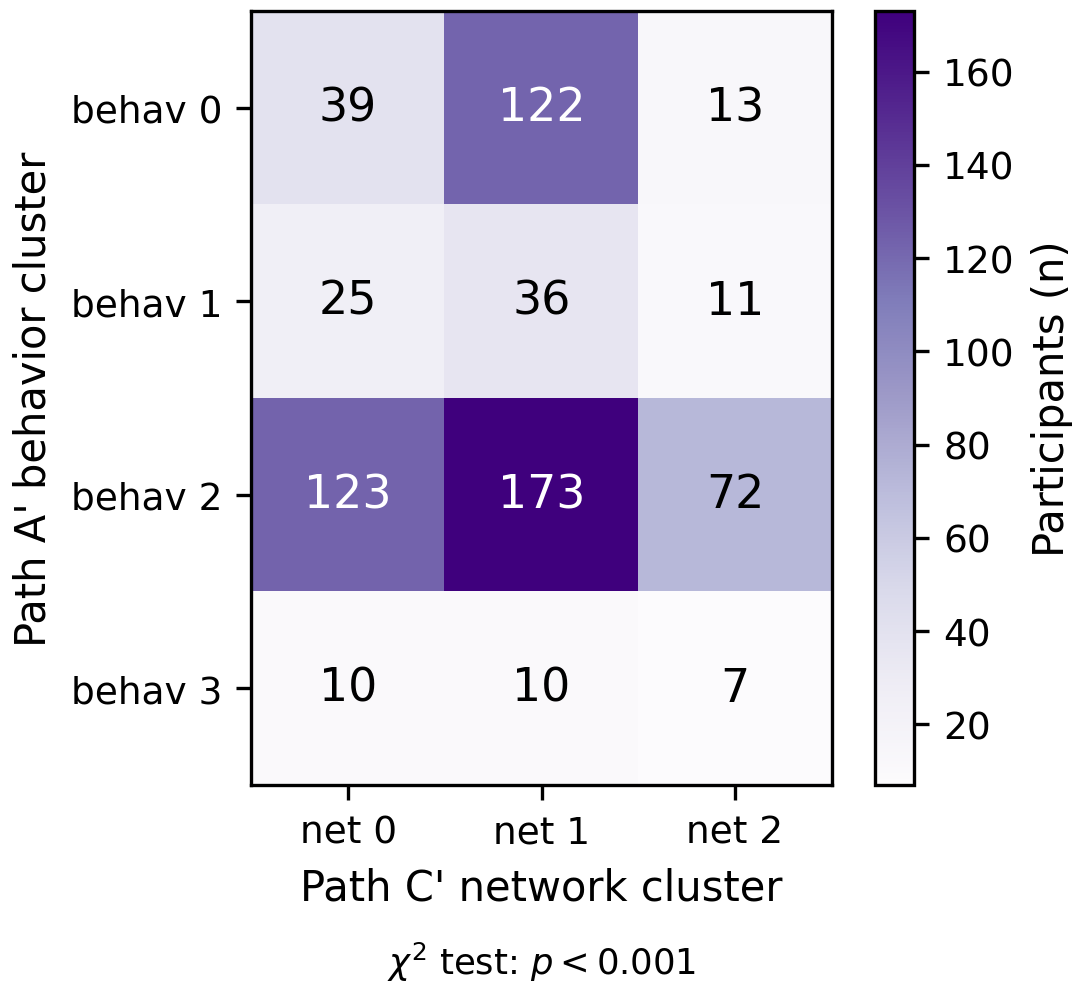 behav 0 39 122 13
behav 1 25 36 11
behav 2 123 173 72
behav 3 10 10 7
net 0 net 1 net 2
Path C' network cluster
Path A' behavior cluster
160
140
120
100
80
60
40
20
Participants (n)
χ² test: p < 0.001